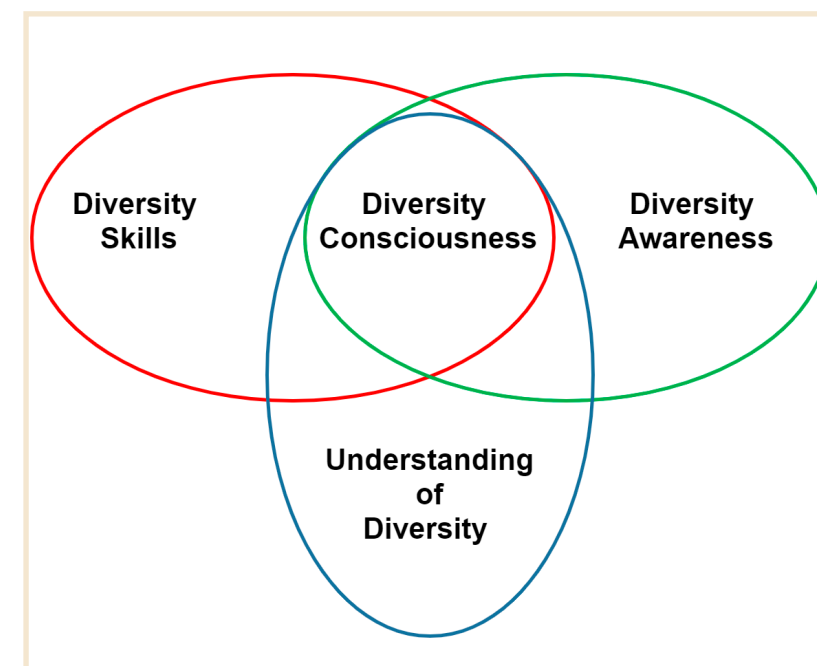 Diversity
Skills
Diversity
Consciousness
Diversity
Awareness
Understanding
of
Diversity